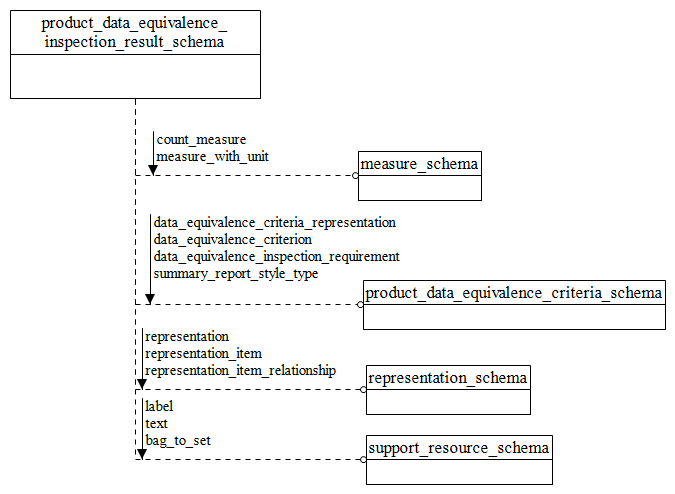 product_data_equivalence_
inspection_result_schema
count_measure
measure_with_unit
measure_schema
data_equivalence_criteria_representation
data_equivalence_criterion
data_equivalence_inspection_requirement
summary_report_style_type
product_data_equivalence_criteria_schema
representation
representation_item
representation_item_relationship
representation_schema
label
text
bag_to_set
support_resource_schema